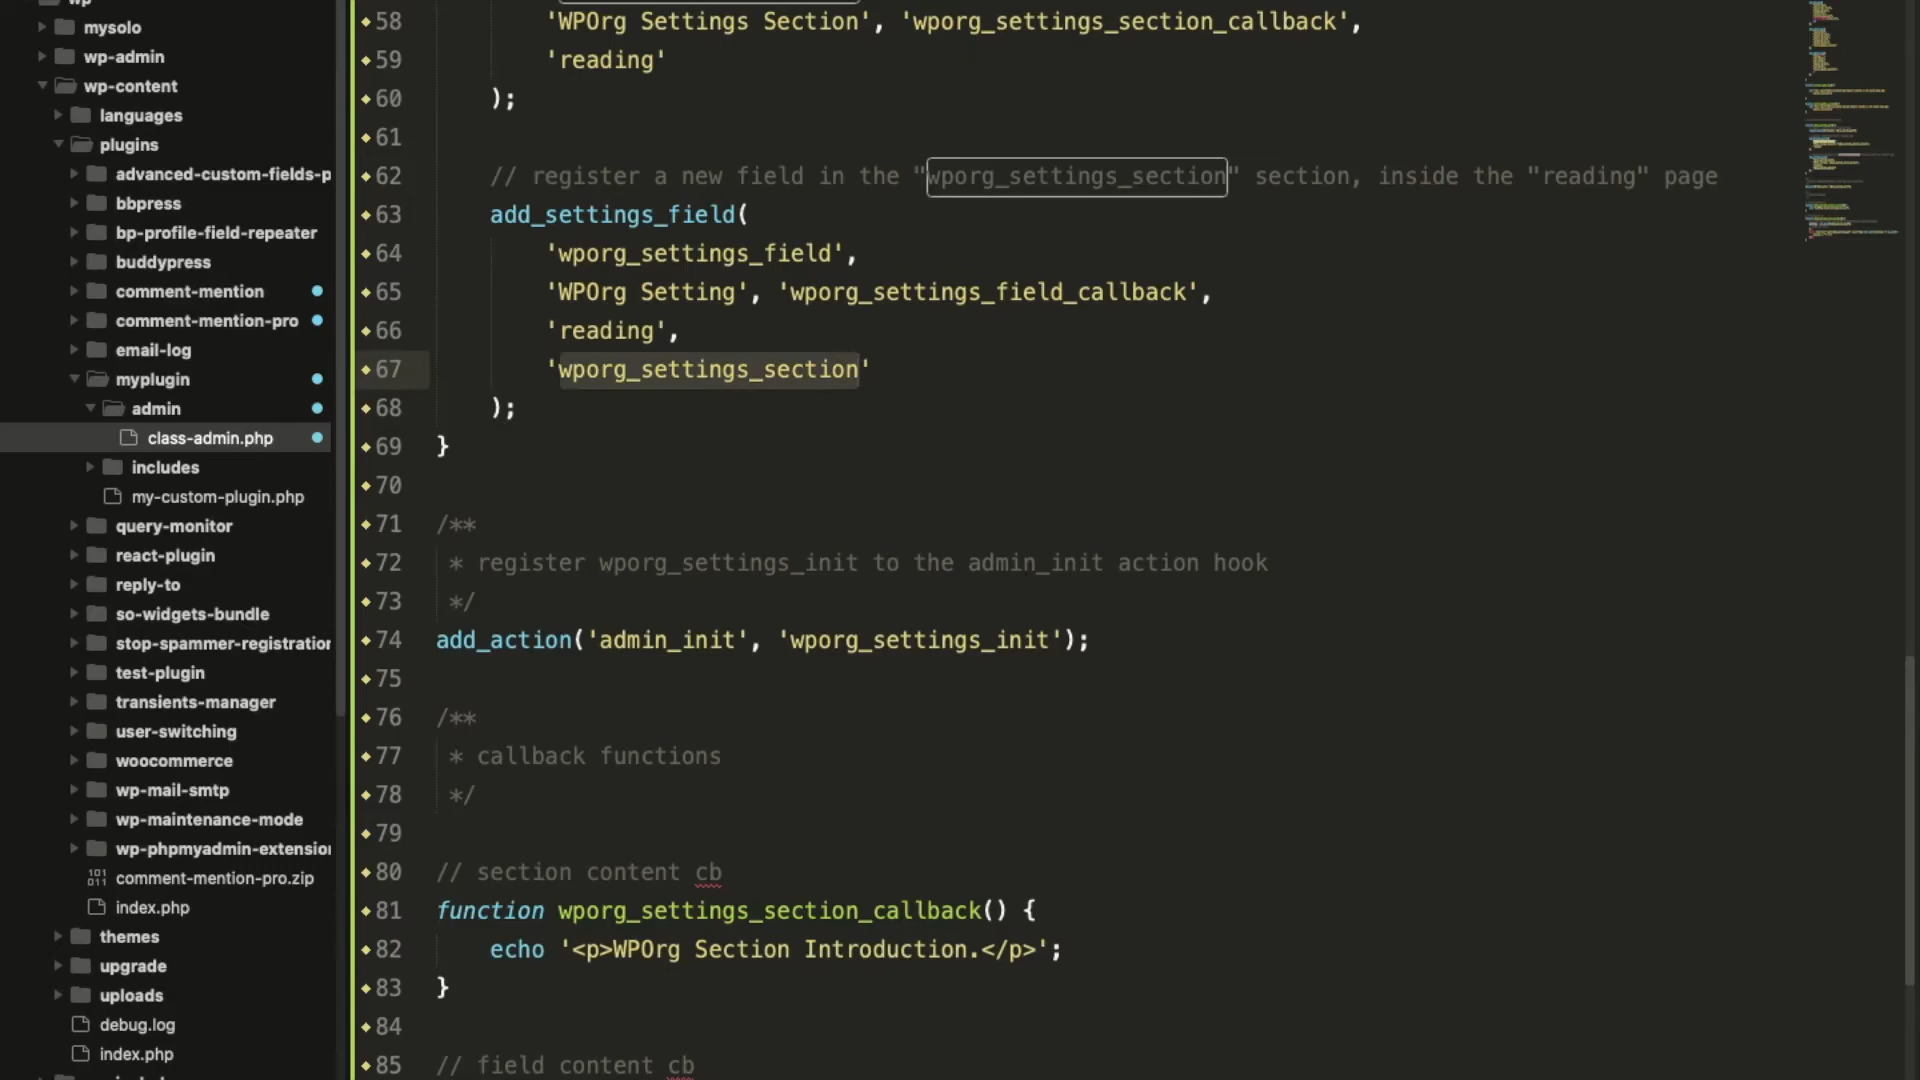 wp
mysolo
wp-admin
wp-content
languages
plugins
advanced-custom-fields-p
bbpress
bp-profile-field-repeater
buddypress
comment-mention
comment-mention-pro
email-log
myplugin
admin
class-admin.php
includes
my-custom-plugin.php
query-monitor
react-plugin
reply-to
so-widgets-bundle
stop-spammer-registration
test-plugin
transients-manager
user-switching
woocommerce
wp-mail-smtp
wp-maintenance-mode
wp-phpmyadmin-extension
comment-mention-pro.zip
index.php
themes
upgrade
uploads
debug.log
index.php
58 'WPOrg Settings Section', 'wporg_settings_section_callback',
59 'reading'
60 );
61
62 // register a new field in the "wporg_settings_section" section, inside the "reading" page
63 add_settings_field(
64 'wporg_settings_field',
65 'WPOrg Setting', 'wporg_settings_field_callback',
66 'reading',
67 'wporg_settings_section'
68 );
69 }
70
71 /**
72 * register wporg_settings_init to the admin_init action hook
73 */
74 add_action('admin_init', 'wporg_settings_init');
75
76 /**
77 * callback functions
78 */
79
80 // section content cb
81 function wporg_settings_section_callback() {
82 echo '<p>WPOrg Section Introduction.</p>';
83 }
84
85 // field content cb